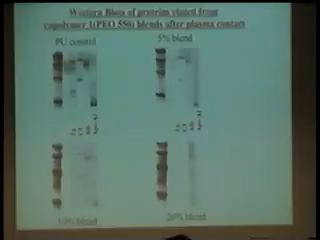 Western Blots of proteins eluted from
copolymer 1(PEO 550) blends after plasma contact
PU control
5% blend
10% blend
20% blend